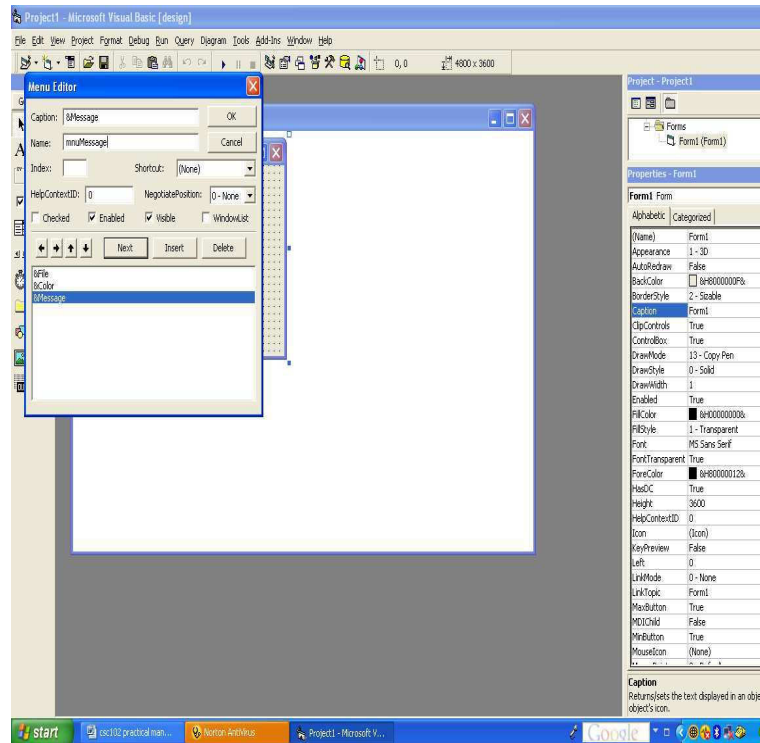 Project1 - Microsoft Visual Basic [design]
File Edit View Project Format Debug Run Query Diagram Tools Add-Ins Window Help
0, 0 4800 x 3600
Menu Editor
Caption: &Message OK
Name: mnuMessage Cancel
Index: Shortcut: (None)
HelpContextID: 0 NegotiatePosition: 0 - None
Checked Enabled Visible WindowList
Next Insert Delete
&File
&Color
&Message
Project - Project1
Forms
Form1 (Form1)
Properties - Form1
Form1 Form
Alphabetic Categorized
(Name) Form1
Appearance 1 - 3D
AutoRedraw False
BackColor &H8000000F&
BorderStyle 2 - Sizable
Caption Form1
ClipControls True
ControlBox True
DrawMode 13 - Copy Pen
DrawStyle 0 - Solid
DrawWidth 1
Enabled True
FillColor &H00000000&
FillStyle 1 - Transparent
Font MS Sans Serif
FontTransparent True
ForeColor &H80000012&
HasDC True
Height 3600
HelpContextID 0
Icon (Icon)
KeyPreview False
Left 0
LinkMode 0 - None
LinkTopic Form1
MaxButton True
MDIChild False
MinButton True
MouseIcon (None)
Caption
Returns/sets the text displayed in an obje
object's icon.
start csc102 practical man... Norton AntiVirus Project1 - Microsoft V... Google